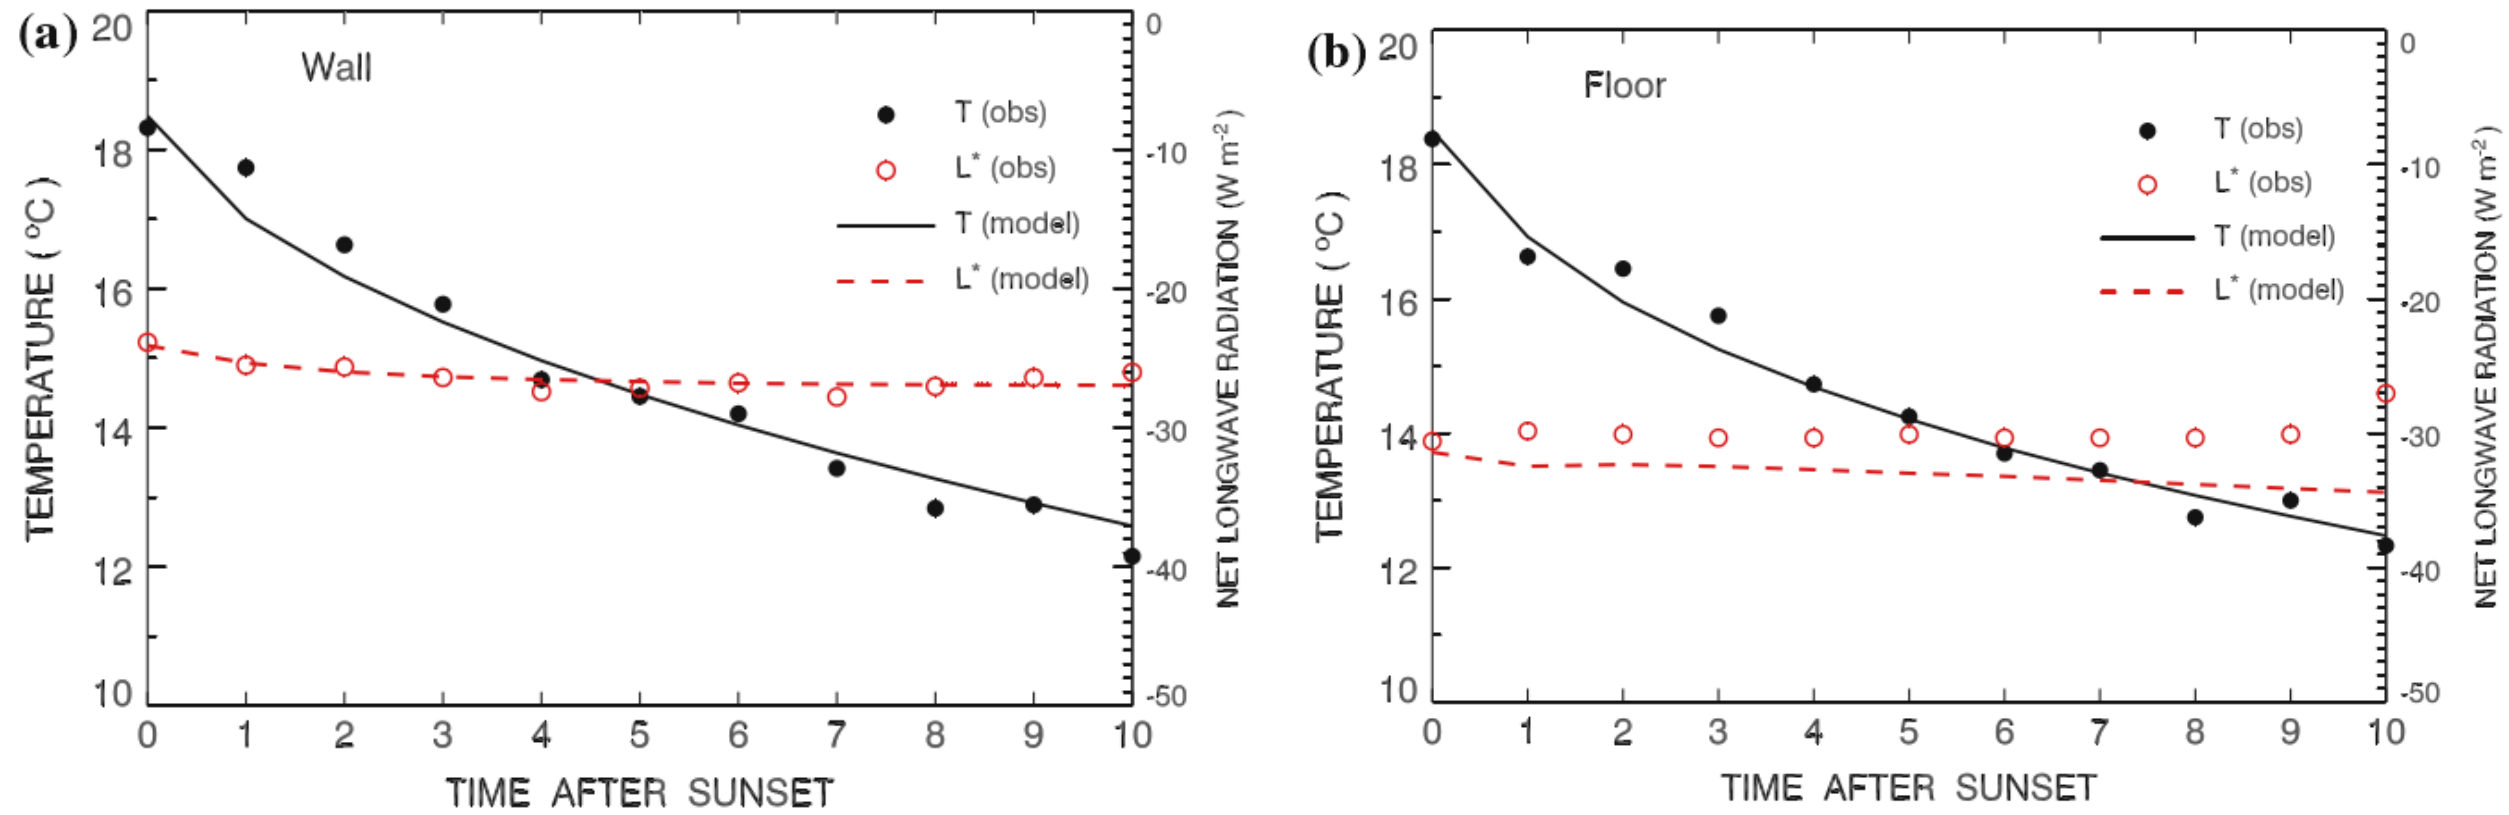 (a)
Wall
T (obs)
L* (obs)
T (model)
L* (model)
TEMPERATURE ( °C )
20
18
16
14
12
10
0
-10
-20
-30
-40
-50
NET LONGWAVE RADIATION (W m-2)
0 1 2 3 4 5 6 7 8 9 10
TIME AFTER SUNSET
(b)
Floor
T (obs)
L* (obs)
T (model)
L* (model)
TEMPERATURE ( °C )
20
18
16
14
12
10
0
-10
-20
-30
-40
-50
NET LONGWAVE RADIATION (W m-2)
0 1 2 3 4 5 6 7 8 9 10
TIME AFTER SUNSET